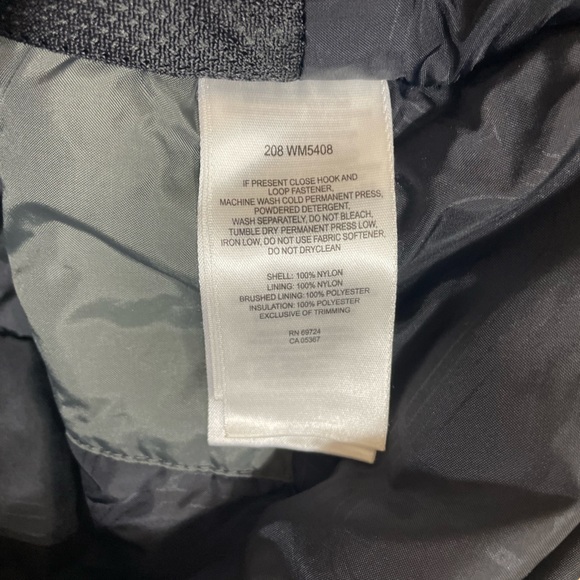 208 WM5408
IF PRESENT CLOSE HOOK AND
LOOP FASTENER,
MACHINE WASH COLD PERMANENT PRESS,
POWDERED DETERGENT,
WASH SEPARATELY, DO NOT BLEACH,
TUMBLE DRY PERMANENT PRESS LOW,
IRON LOW, DO NOT USE FABRIC SOFTENER,
DO NOT DRYCLEAN
SHELL: 100% NYLON
LINING: 100% NYLON
BRUSHED LINING: 100% POLYESTER
INSULATION: 100% POLYESTER
EXCLUSIVE OF TRIMMING
RN 69724
CA 05367